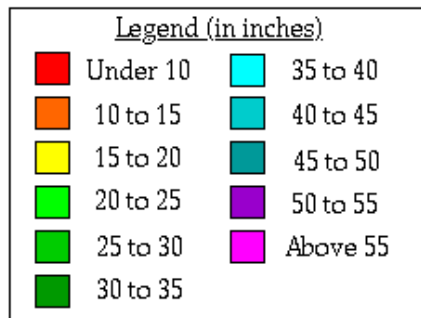 Legend (in inches)
Under 10
10 to 15
15 to 20
20 to 25
25 to 30
30 to 35
35 to 40
40 to 45
45 to 50
50 to 55
Above 55